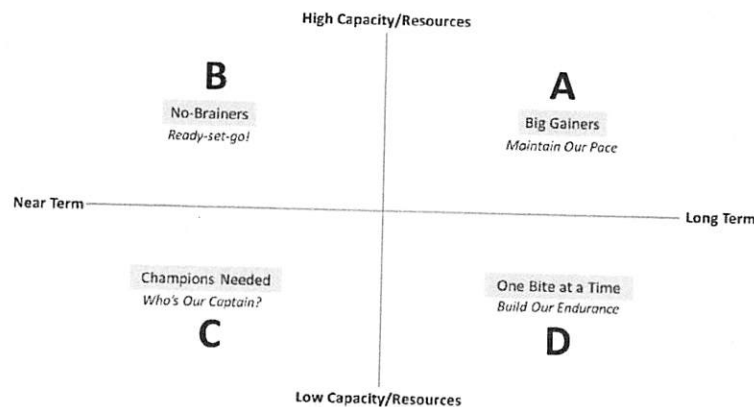 High Capacity/Resources
B
No-Brainers
Ready-set-go!
A
Big Gainers
Maintain Our Pace
Near Term
Long Term
Champions Needed
Who's Our Captain?
C
One Bite at a Time
Build Our Endurance
D
Low Capacity/Resources